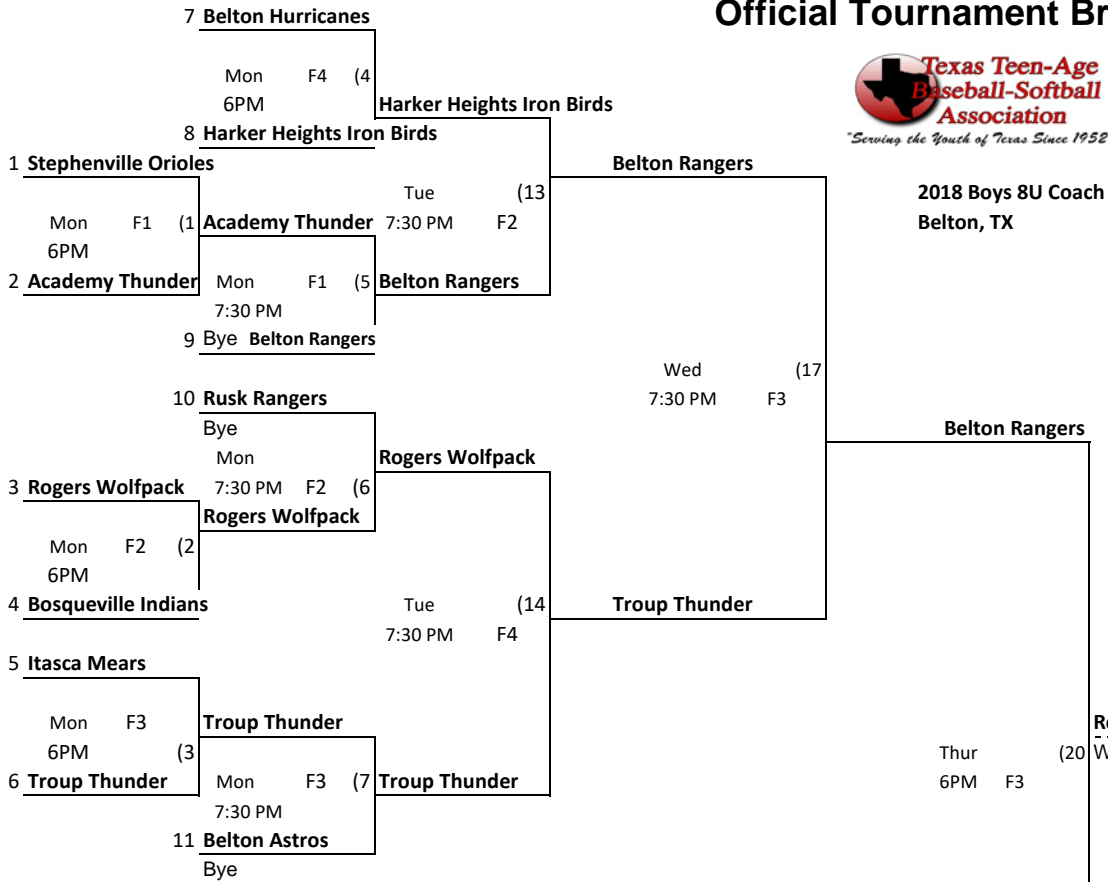 Official Tournament Br
7 Belton Hurricanes
Texas Teen-Age
Baseball-Softball
Association
"Serving the Youth of Texas Since 1952
Mon F4 (4
6PM
Harker Heights Iron Birds
8 Harker Heights Iron Birds
1 Stephenville Orioles
Belton Rangers
2018 Boys 8U Coach
Belton, TX
Tue (13
7:30 PM F2
Mon F1 (1
6PM
Academy Thunder
2 Academy Thunder
Mon F1 (5
7:30 PM
Belton Rangers
9 Bye Belton Rangers
Wed (17
7:30 PM F3
10 Rusk Rangers
Bye
Belton Rangers
Mon
7:30 PM F2 (6
Rogers Wolfpack
3 Rogers Wolfpack
Rogers Wolfpack
Mon F2 (2
6PM
4 Bosqueville Indians
Tue (14
7:30 PM F4
Troup Thunder
5 Itasca Mears
Mon F3
6PM (3
Troup Thunder
6 Troup Thunder
Mon F3 (7
7:30 PM
Troup Thunder
Thur (20
6PM F3
11 Belton Astros
Bye